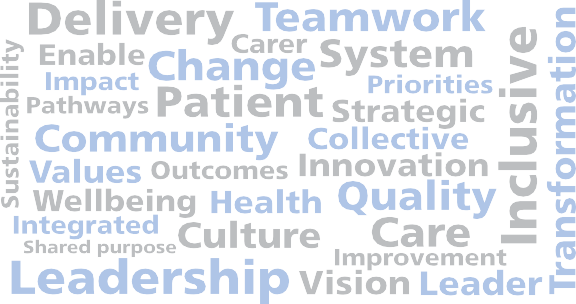 Delivery Teamwork
Enable Carer System
Impact Change Priorities
Pathways Patient Strategic
Community Collective
Values Outcomes Innovation
Wellbeing Health Quality
Integrated Culture Care
Shared purpose Improvement
Leadership Vision Leader
Sustainability
Inclusive
Transformation